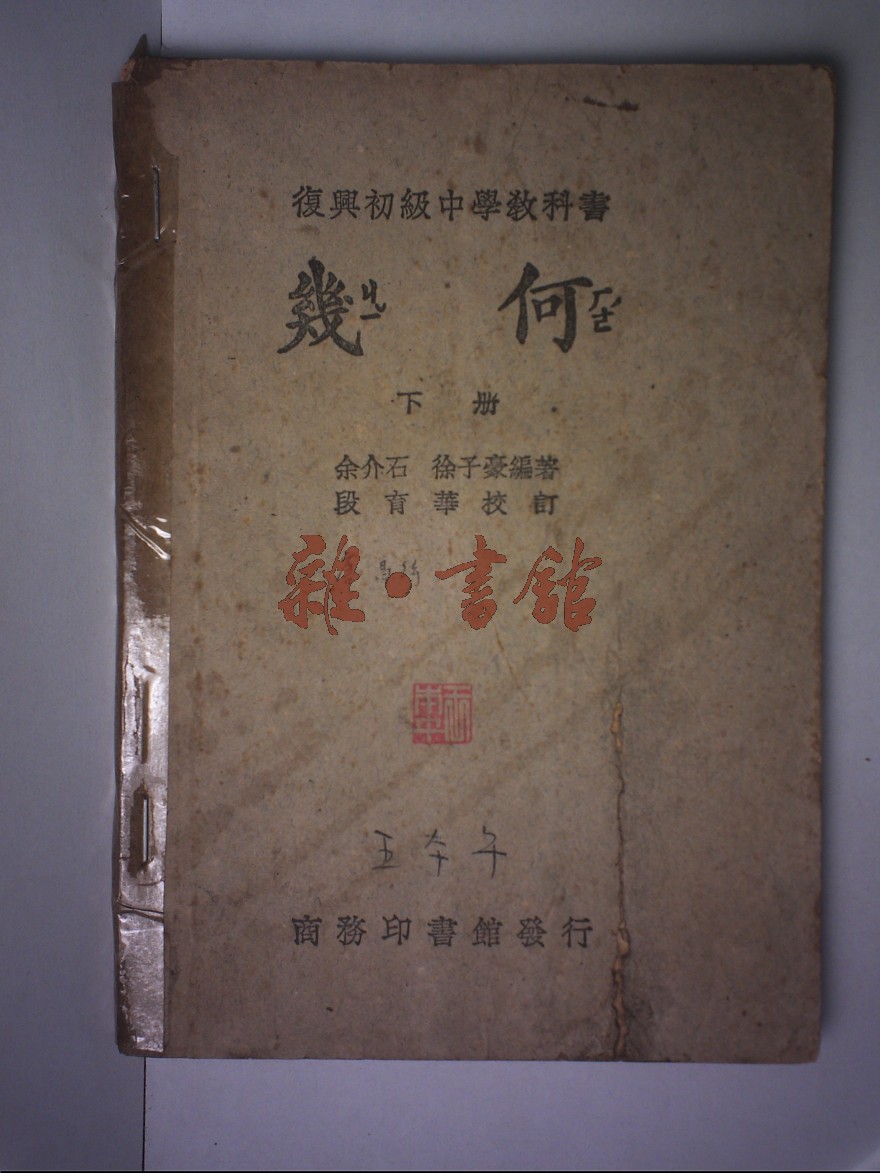 復興初級中學教科書
幾 何
下 册
余介石 徐子豪編著
段育華校訂
雜·書館
商務印書館發行